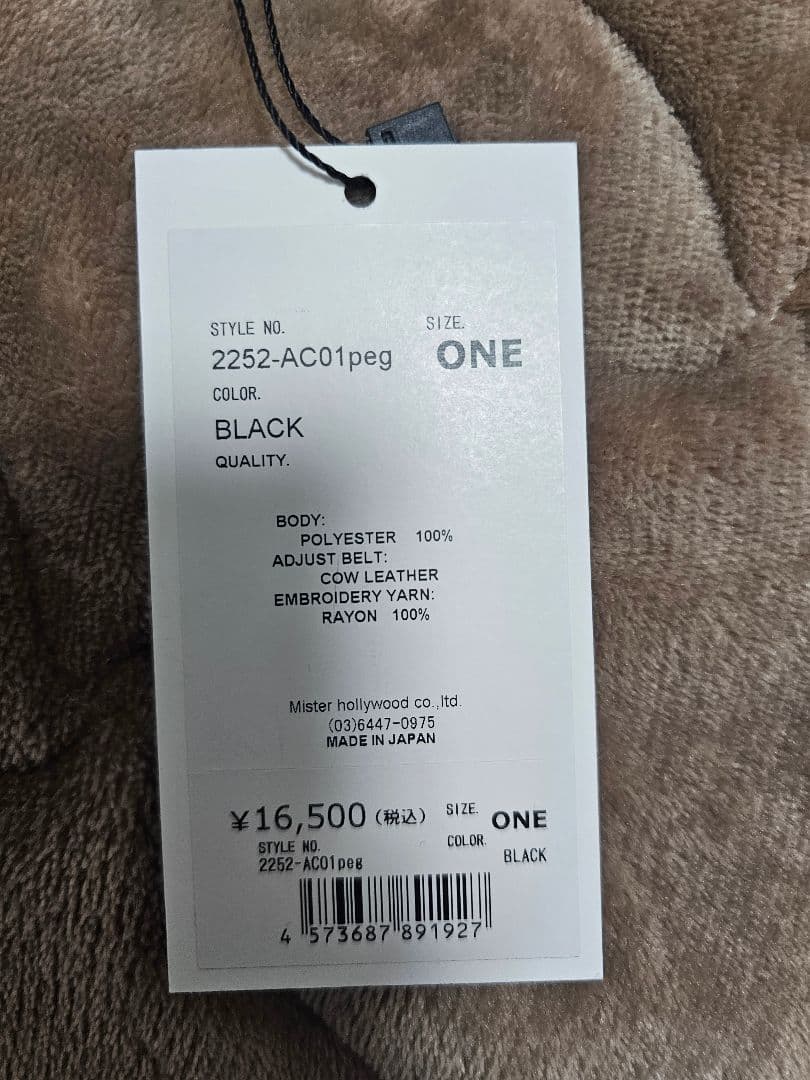 STYLE NO. SIZE.
2252-AC01peg ONE
COLOR.
BLACK
QUALITY.
BODY:
POLYESTER 100%
ADJUST BELT:
COW LEATHER
EMBROIDERY YARN:
RAYON 100%
Mister hollywood co.,ltd.
(03)6447-0975
MADE IN JAPAN
¥16,500(税込) SIZE. ONE
STYLE NO. COLOR.
2252-AC01peg BLACK
4 573687 891927